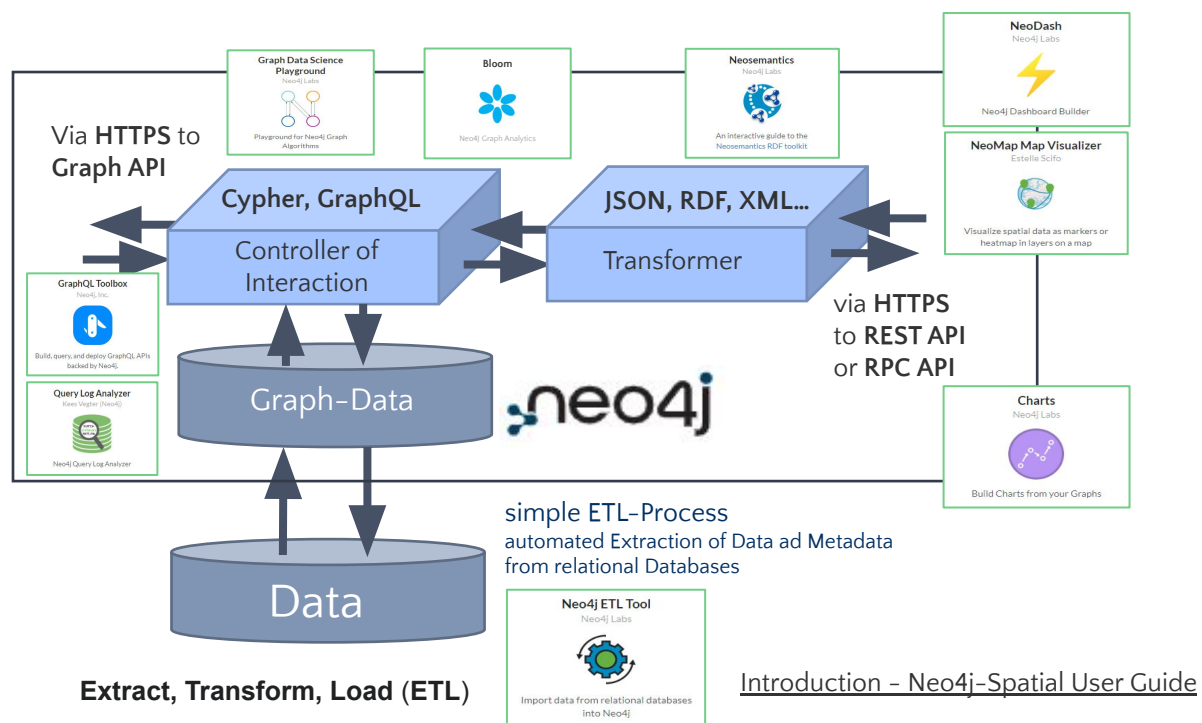 NeoDash
Neo4j Labs
Neo4j Dashboard Builder
Graph Data Science
Playground
Neo4j Labs
Playground for Neo4j Graph
Algorithms
Bloom
Neo4j Graph Analytics
Neosemantics
Neo4j Labs
An interactive guide to the
Neosemantics RDF toolkit
Via HTTPS to
Graph API
NeoMap Map Visualizer
Estelle Scifo
Visualize spatial data as markers or
heatmap in layers on a map
Cypher, GraphQL
Controller of
Interaction
JSON, RDF, XML...
Transformer
GraphQL Toolbox
Neo4j, Inc.
Build, query, and deploy GraphQL APIs
backed by Neo4j.
via HTTPS
to REST API
or RPC API
Query Log Analyzer
Kees Vegter (Neo4j)
Neo4j Query Log Analyzer
Graph-Data
neo4j
Charts
Neo4j Labs
Build Charts from your Graphs
simple ETL-Process
automated Extraction of Data ad Metadata
from relational Databases
Data
Neo4j ETL Tool
Neo4j Labs
Import data from relational databases
into Neo4j
Extract, Transform, Load (ETL)
Introduction - Neo4j-Spatial User Guide